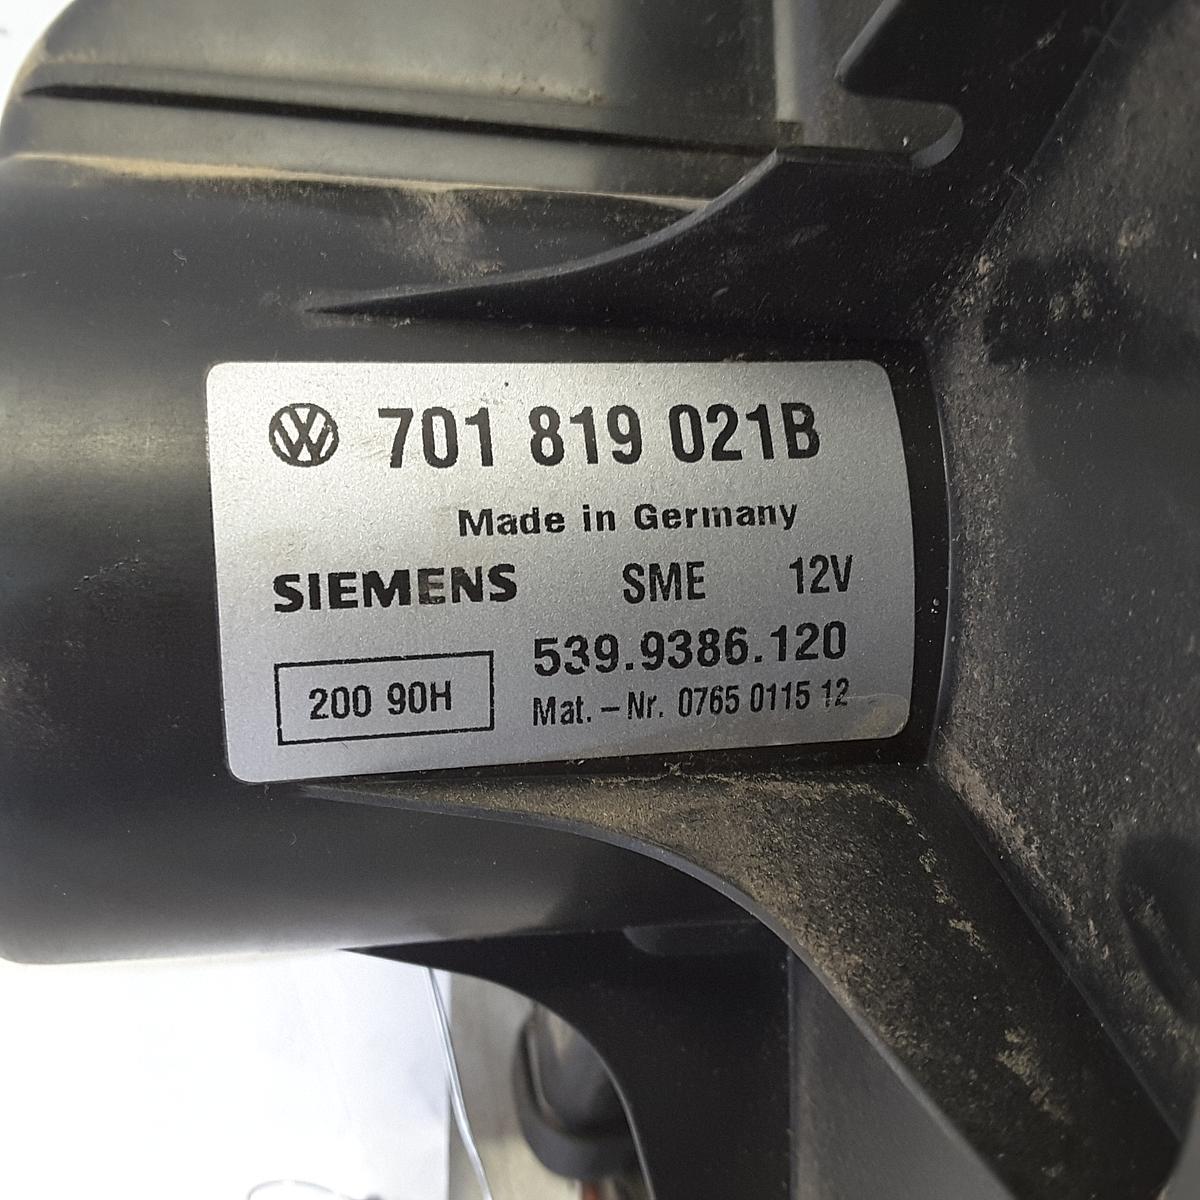 701 819 021B
Made in Germany
SIEMENS SME 12V
539.9386.120
200 90H
Mat.-Nr. 0765 0115 12